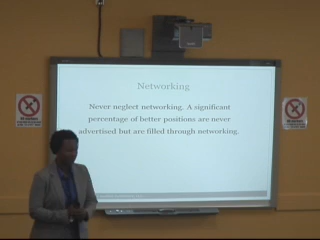 Networking
Never neglect networking. A significant
percentage of better positions are never
advertised but are filled through networking.